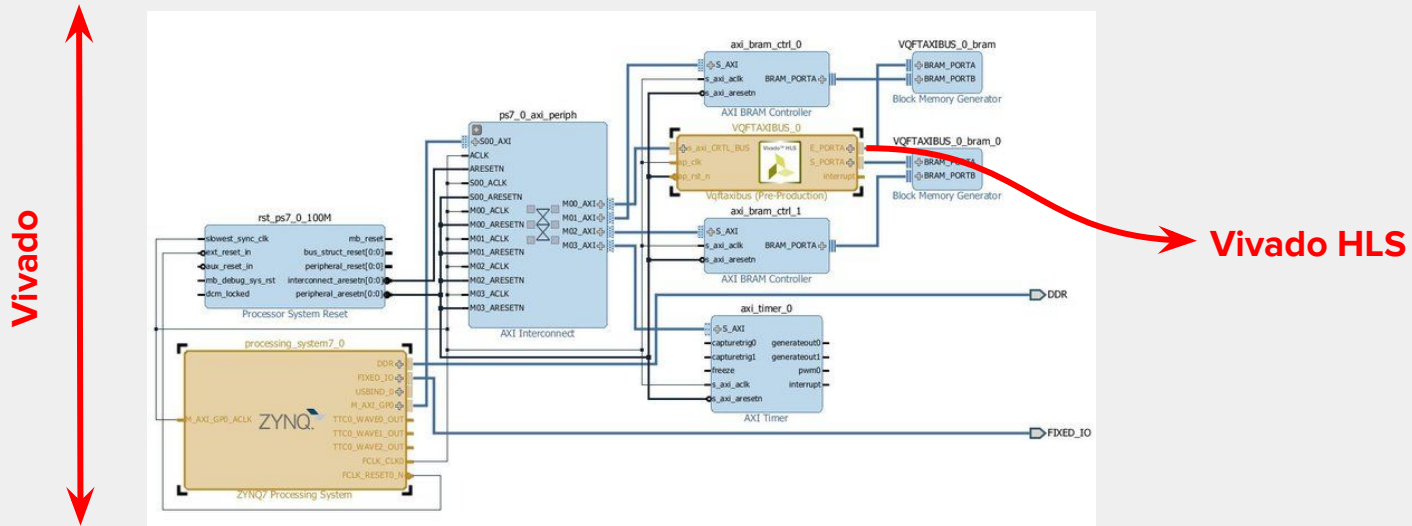 Vivado
rst_ps7_0_100M
slowest_sync_clk
ext_reset_in
aux_reset_in
mb_debug_sys_rst
dcm_locked
mb_reset
bus_struct_reset[0:0]
peripheral_reset[0:0]
interconnect_aresetn[0:0]
peripheral_aresetn[0:0]
Processor System Reset
processing_system7_0
M_AXI_GP0_ACLK
ZYNQ
DDR
FIXED_IO
USBIND_0
M_AXI_GP0
TTC0_WAVE0_OUT
TTC0_WAVE1_OUT
TTC0_WAVE2_OUT
FCLK_CLK0
FCLK_RESET0_N
ZYNQ7 Processing System
ps7_0_axi_periph
S00_AXI
ACLK
ARESETN
S00_ACLK
S00_ARESETN
M00_ACLK
M00_ARESETN
M01_ACLK
M01_ARESETN
M02_ACLK
M02_ARESETN
M03_ACLK
M03_ARESETN
M00_AXI
M01_AXI
M02_AXI
M03_AXI
AXI Interconnect
axi_bram_ctrl_0
S_AXI
s_axi_aclk
s_axi_aresetn
BRAM_PORTA
AXI BRAM Controller
VQFTAXIBUS_0
s_axi_CRTL_BUS
ap_clk
ap_rst_n
Vivado™ HLS
E_PORTA
S_PORTA
interrupt
Vqftaxibus (Pre-Production)
axi_bram_ctrl_1
S_AXI
s_axi_aclk
s_axi_aresetn
BRAM_PORTA
AXI BRAM Controller
axi_timer_0
S_AXI
capturetrig0
capturetrig1
freeze
s_axi_aclk
s_axi_aresetn
generateout0
generateout1
pwm0
interrupt
AXI Timer
VQFTAXIBUS_0_bram
BRAM_PORTA
BRAM_PORTB
Block Memory Generator
VQFTAXIBUS_0_bram_0
BRAM_PORTA
BRAM_PORTB
Block Memory Generator
DDR
FIXED_IO
Vivado HLS